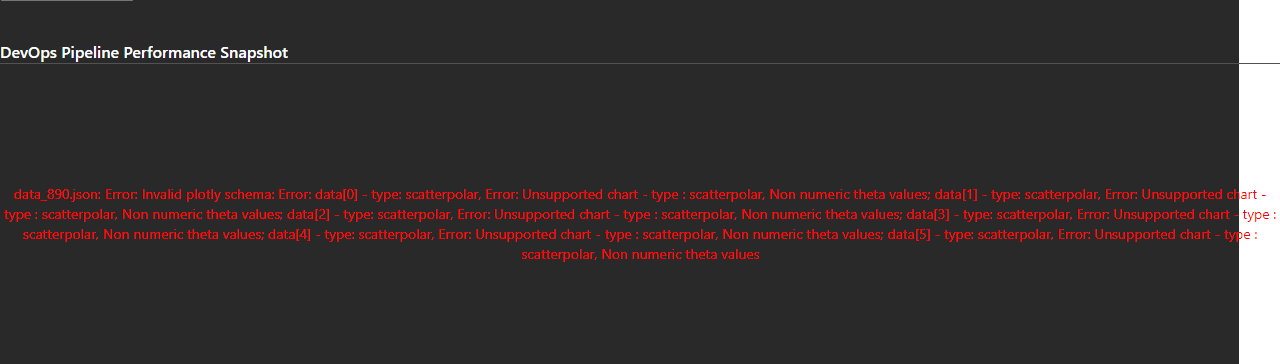 DevOps Pipeline Performance Snapshot
data_890.json: Error: Invalid plotly schema: Error: data[0] - type: scatterpolar, Error: Unsupported chart - type : scatterpolar, Non numeric theta values; data[1] - type: scatterpolar, Error: Unsupported chart -
type : scatterpolar, Non numeric theta values; data[2] - type: scatterpolar, Error: Unsupported chart - type : scatterpolar, Non numeric theta values; data[3] - type: scatterpolar, Error: Unsupported chart - type :
scatterpolar, Non numeric theta values; data[4] - type: scatterpolar, Error: Unsupported chart - type : scatterpolar, Non numeric theta values; data[5] - type: scatterpolar, Error: Unsupported chart - type :
scatterpolar, Non numeric theta values